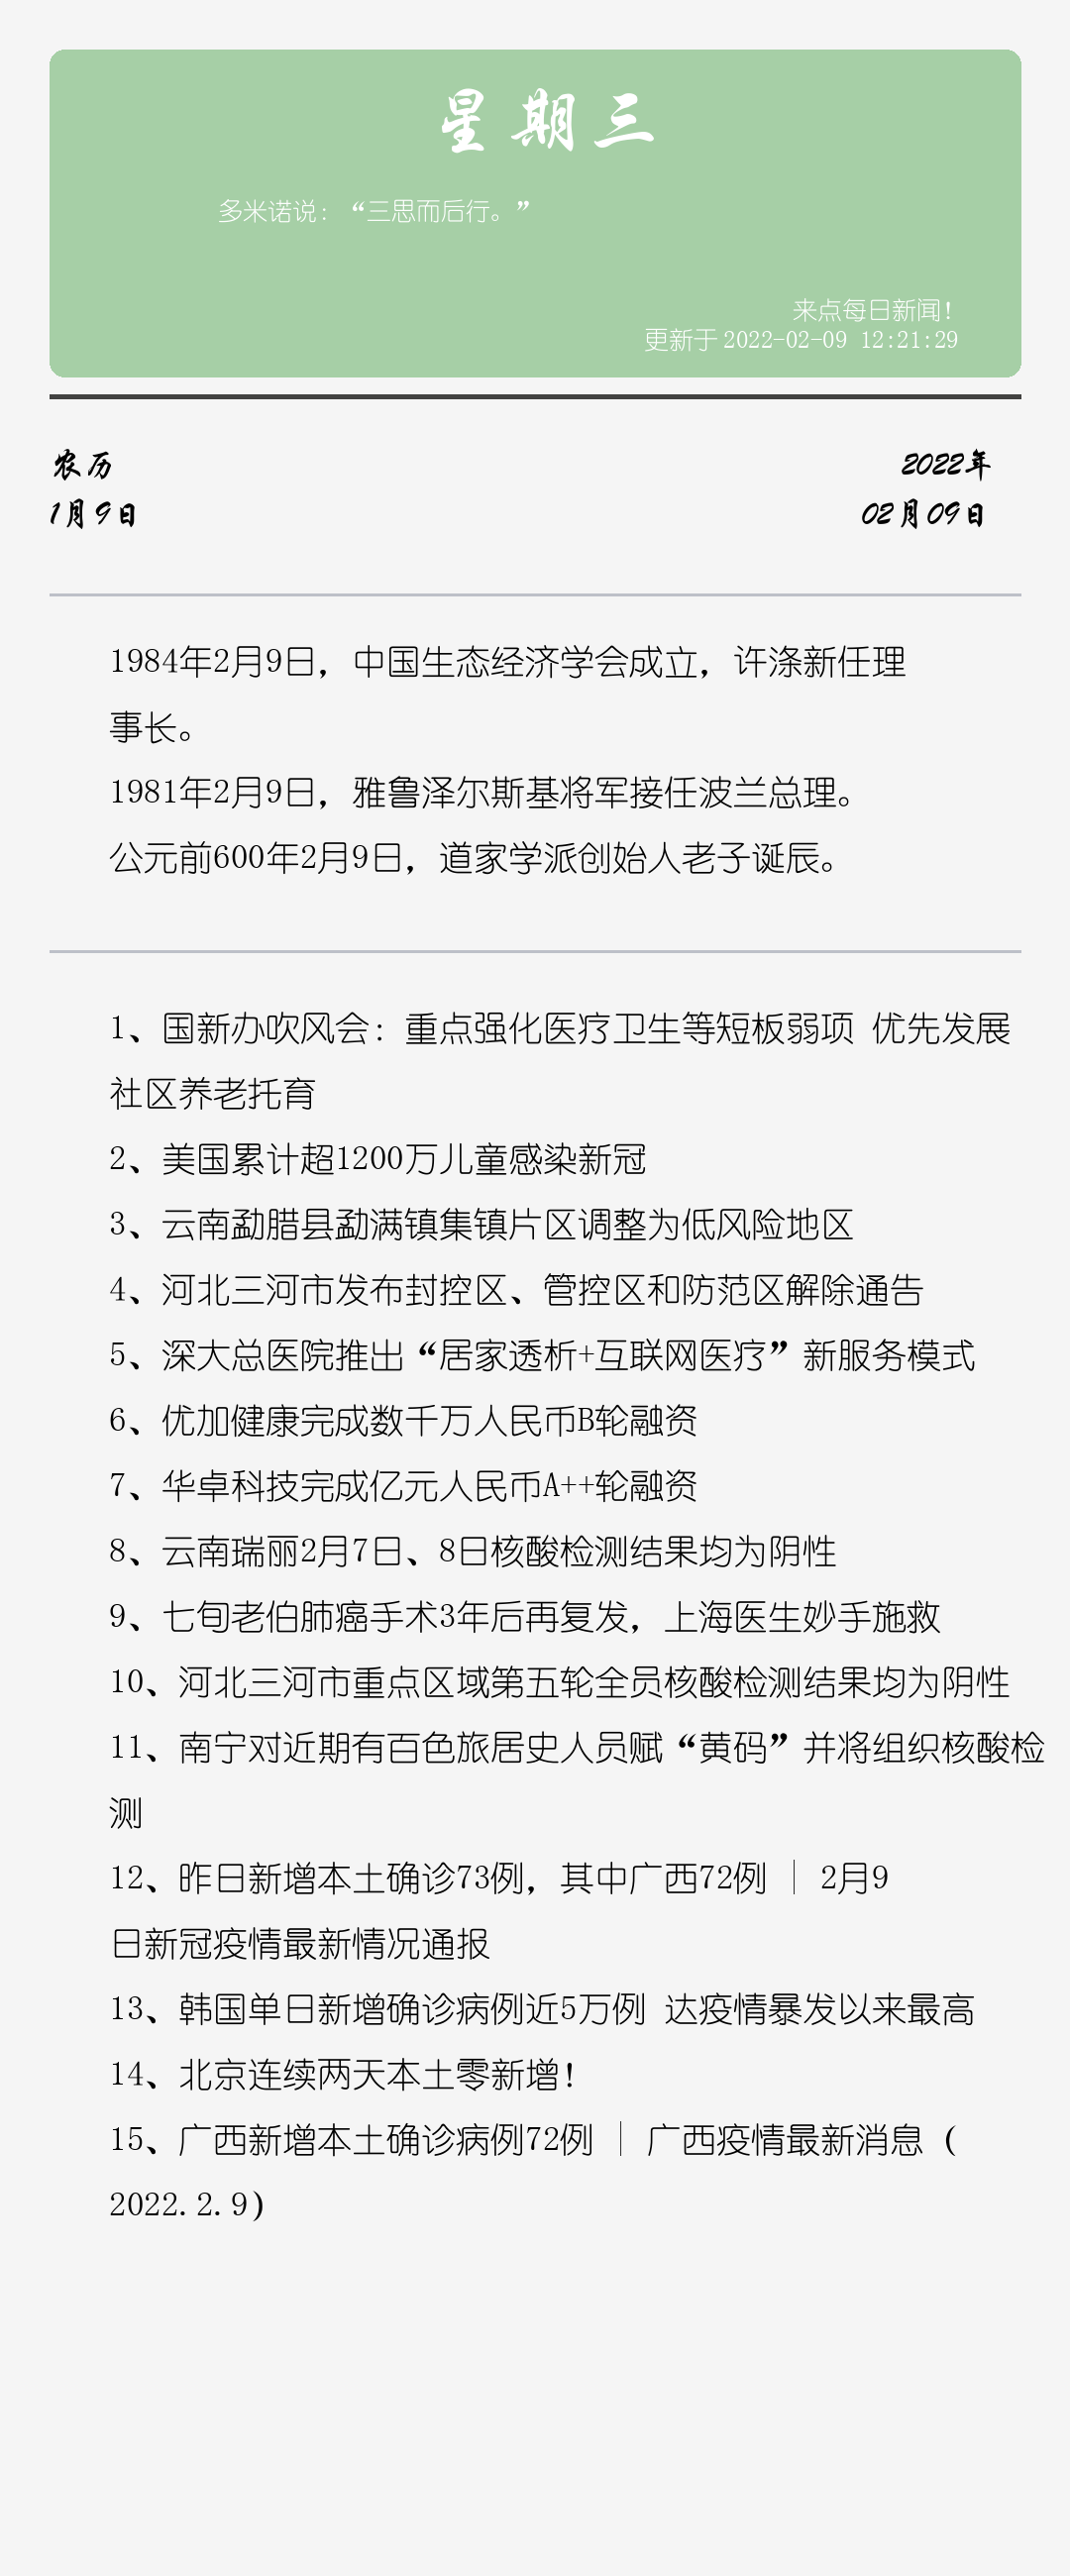 星期三
多米诺说：“三思而后行。”
来点每日新闻！
更新于2022-02-09 12:21:29
农历
2022年
1月9日
02月09日
1984年2月9日，中国生态经济学会成立，许涤新任理
事长。
1981年2月9日，雅鲁泽尔斯基将军接任波兰总理。
公元前600年2月9日，道家学派创始人老子诞辰。
1、国新办吹风会：重点强化医疗卫生等短板弱项 优先发展
社区养老托育
2、美国累计超1200万儿童感染新冠
3、云南勐腊县勐满镇集镇片区调整为低风险地区
4、河北三河市发布封控区、管控区和防范区解除通告
5、深大总医院推出“居家透析+互联网医疗”新服务模式
6、优加健康完成数千万人民币B轮融资
7、华卓科技完成亿元人民币A++轮融资
8、云南瑞丽2月7日、8日核酸检测结果均为阴性
9、七旬老伯肺癌手术3年后再复发，上海医生妙手施救
10、河北三河市重点区域第五轮全员核酸检测结果均为阴性
11、南宁对近期有百色旅居史人员赋“黄码”并将组织核酸检
测
12、昨日新增本土确诊73例，其中广西72例 │ 2月9
日新冠疫情最新情况通报
13、韩国单日新增确诊病例近5万例 达疫情暴发以来最高
14、北京连续两天本土零新增！
15、广西新增本土确诊病例72例 │ 广西疫情最新消息（
2022.2.9）